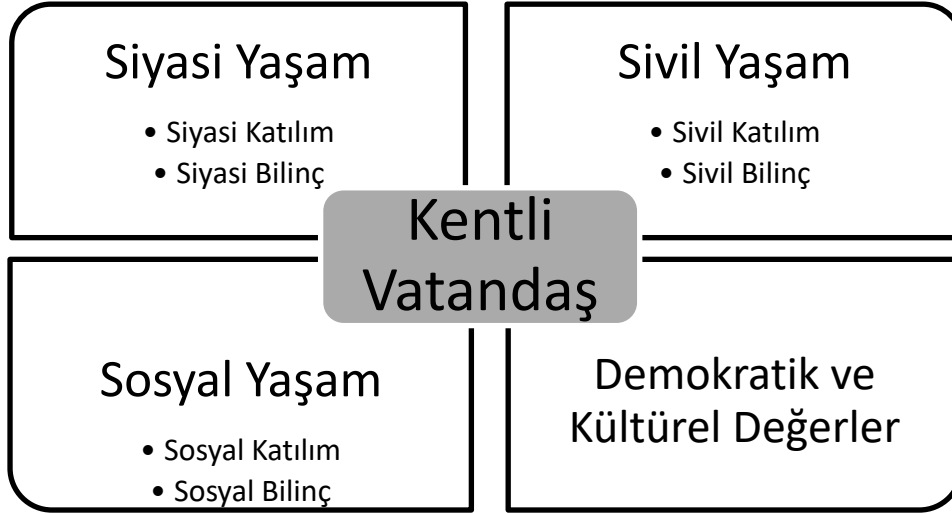 Siyasi Yaşam
• Siyasi Katılım
• Siyasi Bilinç
Sivil Yaşam
• Sivil Katılım
• Sivil Bilinç
Kentli
Vatandaş
Sosyal Yaşam
• Sosyal Katılım
• Sosyal Bilinç
Demokratik ve
Kültürel Değerler